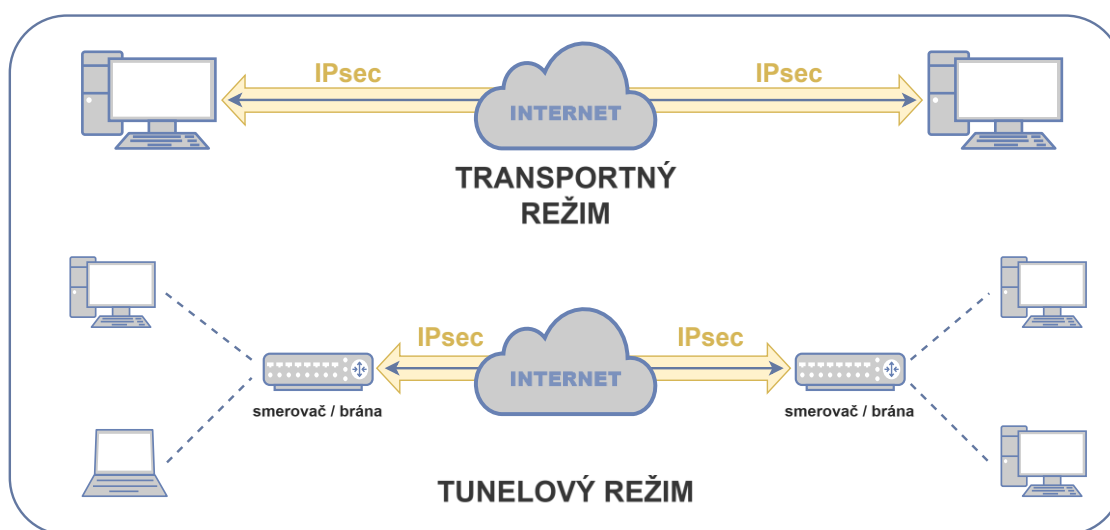 IPsec
IPsec
INTERNET
TRANSPORTNÝ
REŽIM
IPsec
IPsec
INTERNET
smerovač / brána
smerovač / brána
TUNELOVÝ REŽIM